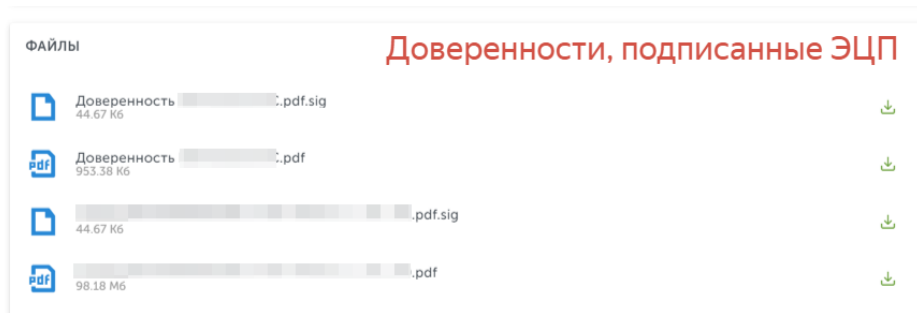 ФАЙЛЫ
Доверенности, подписанные ЭЦП
Доверенность .pdf.sig
44.67 Кб
pdf
Доверенность .pdf
953.38 Кб
.pdf.sig
44.67 Кб
pdf
.pdf
98.18 Мб